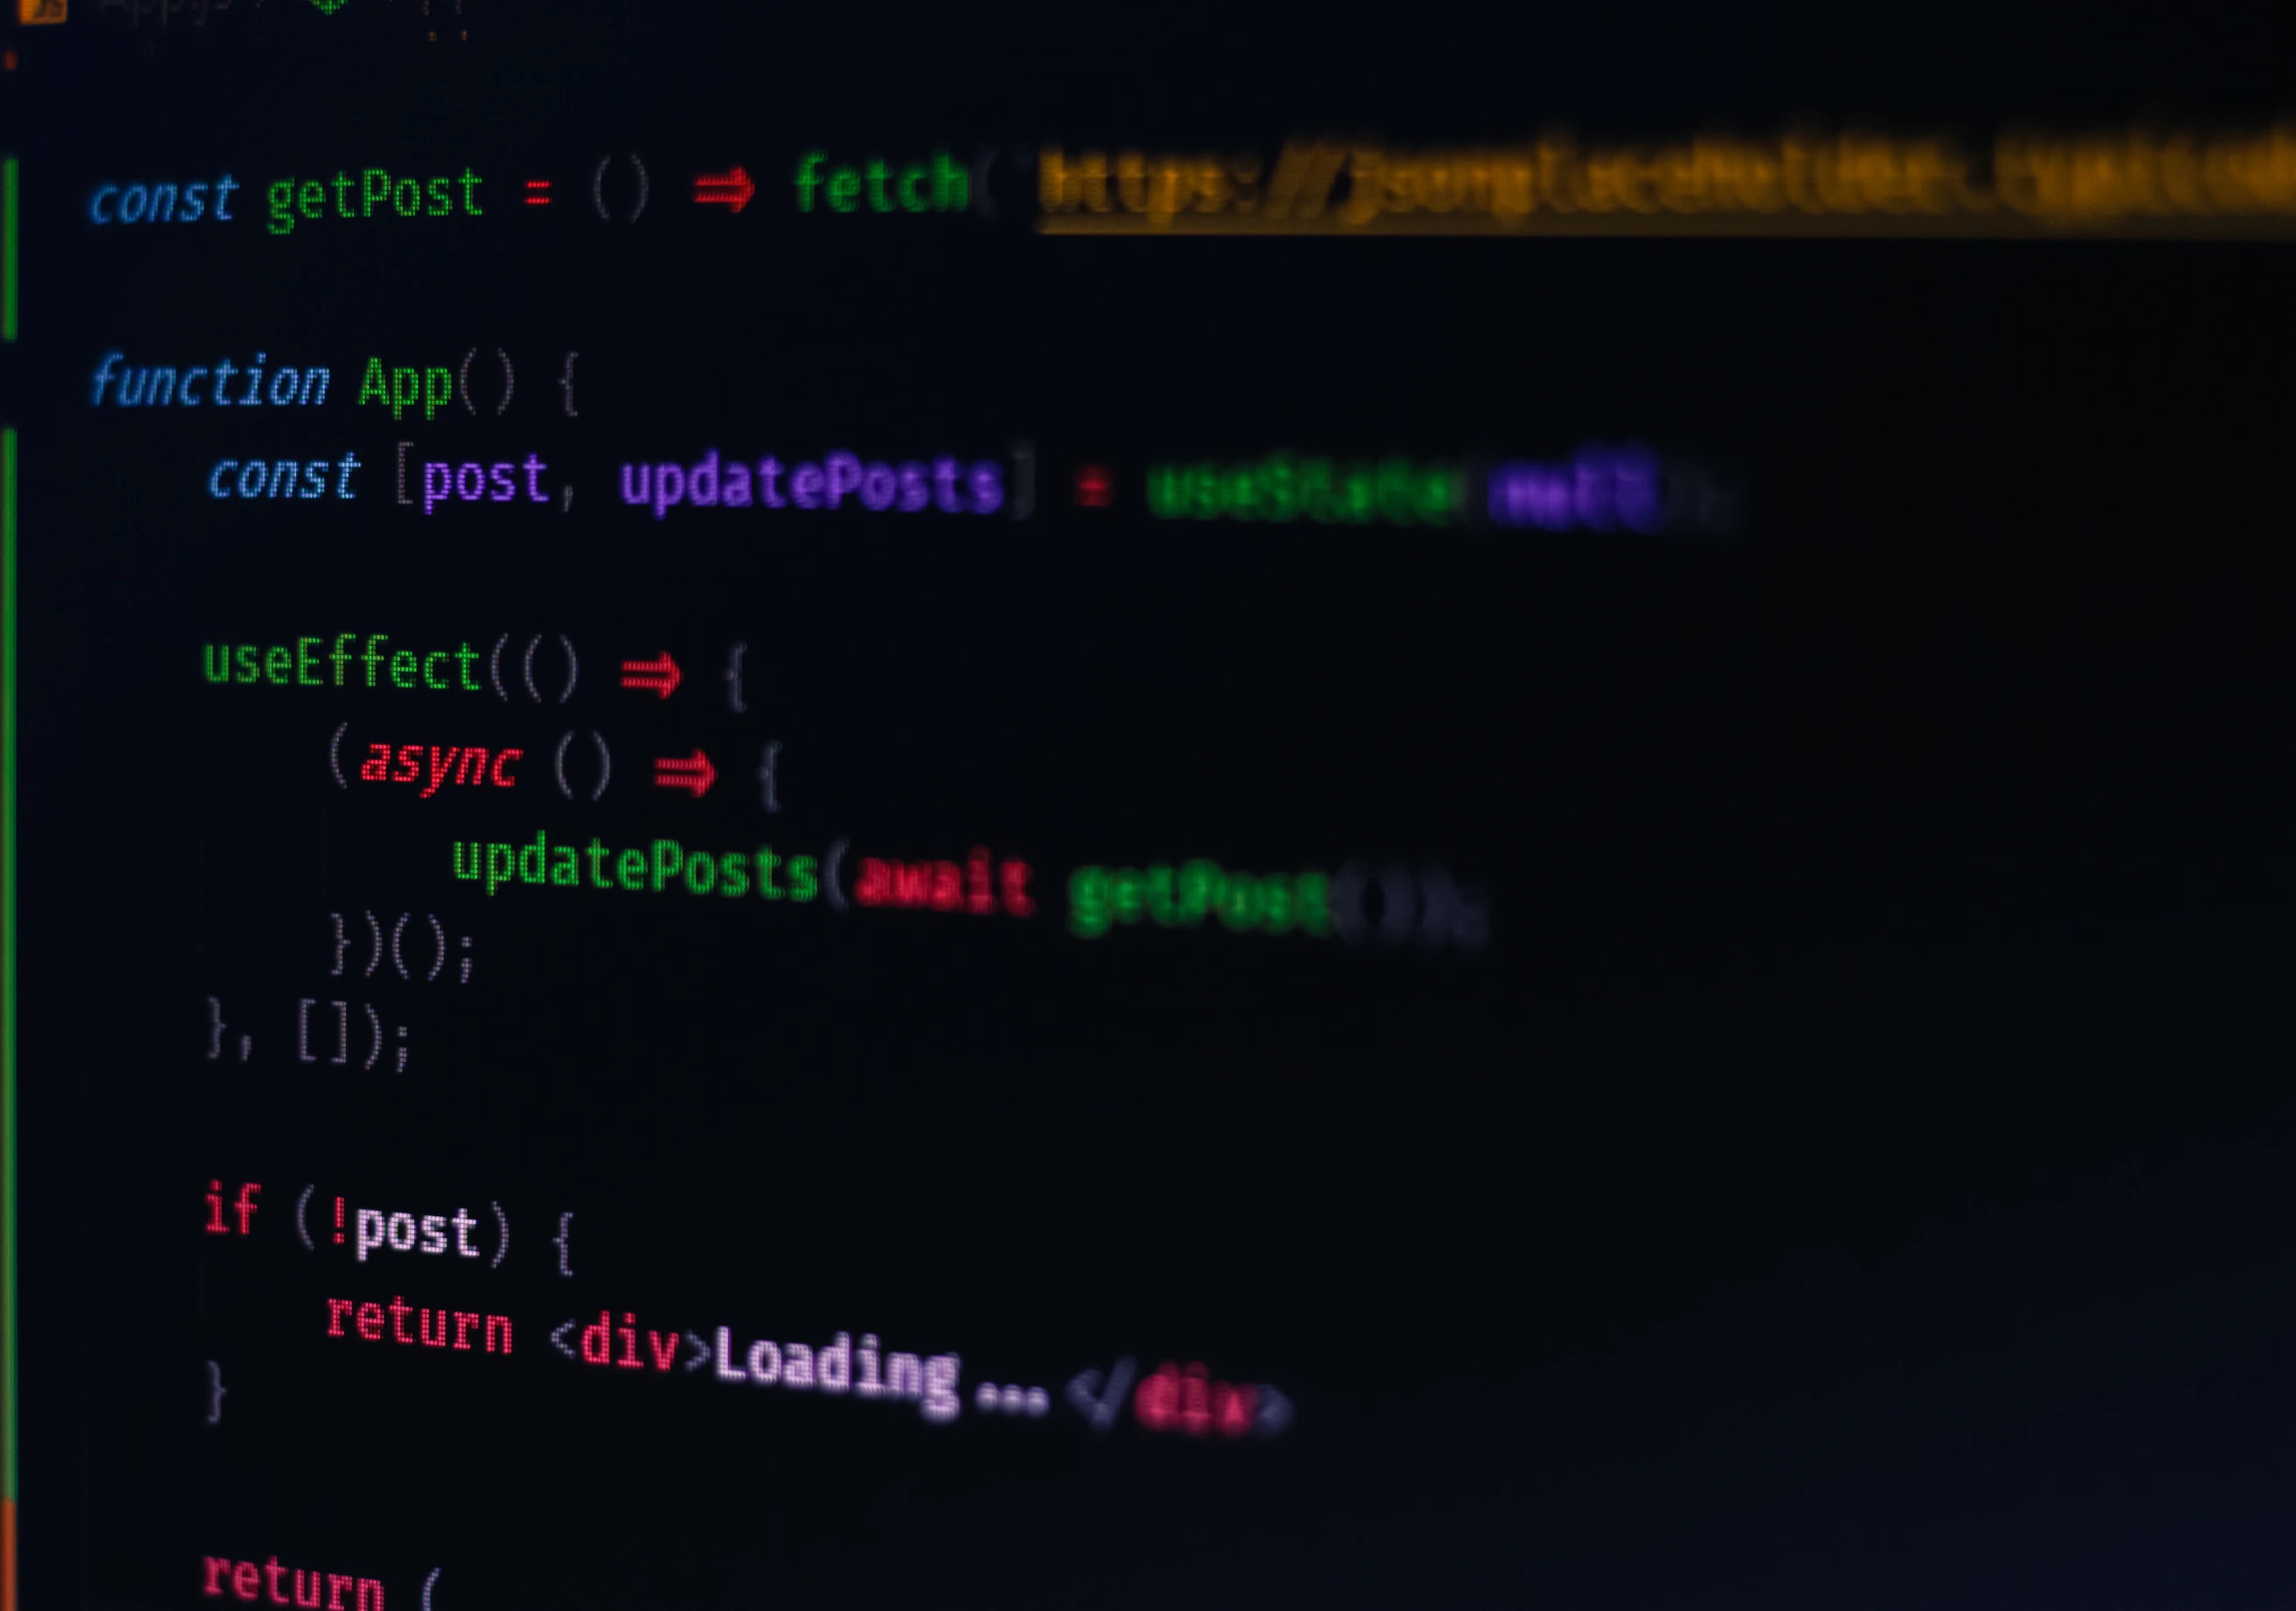 const getPost = () => fetch(`https://jsonplaceholder.typicod
function App() {
const [post, updatePosts] = useState(null);
useEffect(() => {
(async () => {
updatePosts(await getPost());
})();
}, []);
if (!post) {
return <div>Loading...</div>
}
return (